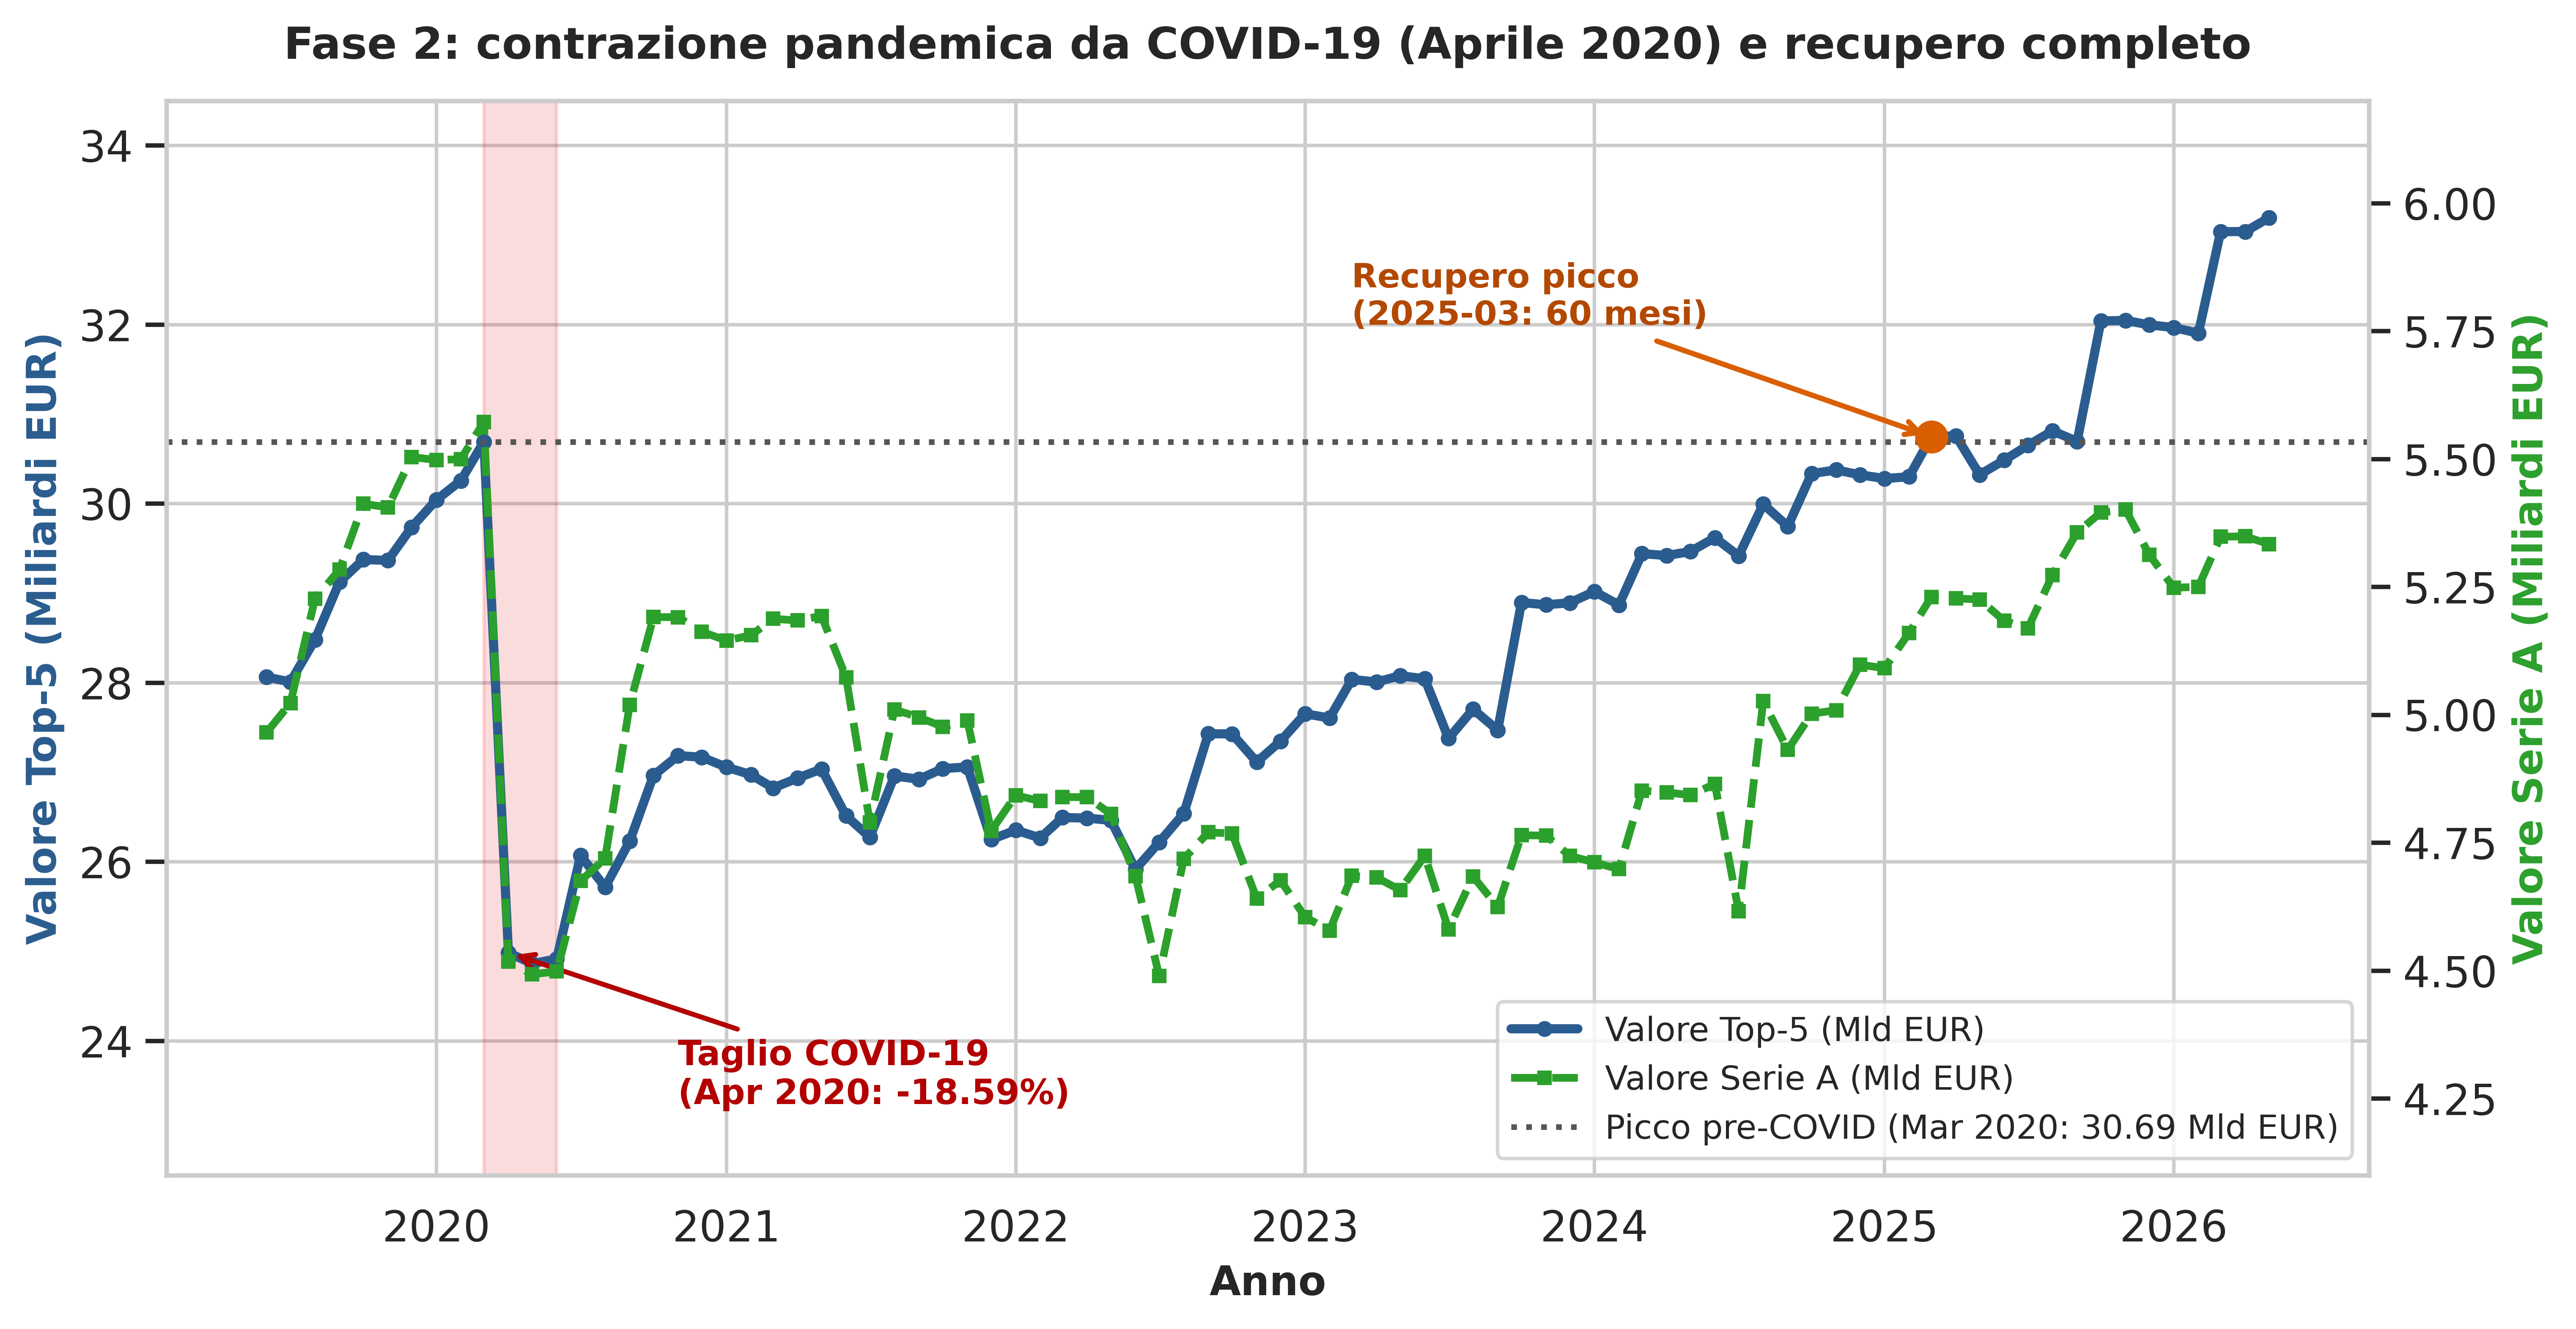 Fase 2: contrazione pandemica da COVID-19 (Aprile 2020) e recupero completo
Valore Top-5 (Miliardi EUR)
34
32
30
28
26
24
Recupero picco
(2025-03: 60 mesi)
Taglio COVID-19
(Apr 2020: -18.59%)
Valore Top-5 (Mld EUR)
Valore Serie A (Mld EUR)
Picco pre-COVID (Mar 2020: 30.69 Mld EUR)
6.00
5.75
5.50
5.25
5.00
4.75
4.50
4.25
Valore Serie A (Miliardi EUR)
2020 2021 2022 2023 2024 2025 2026
Anno